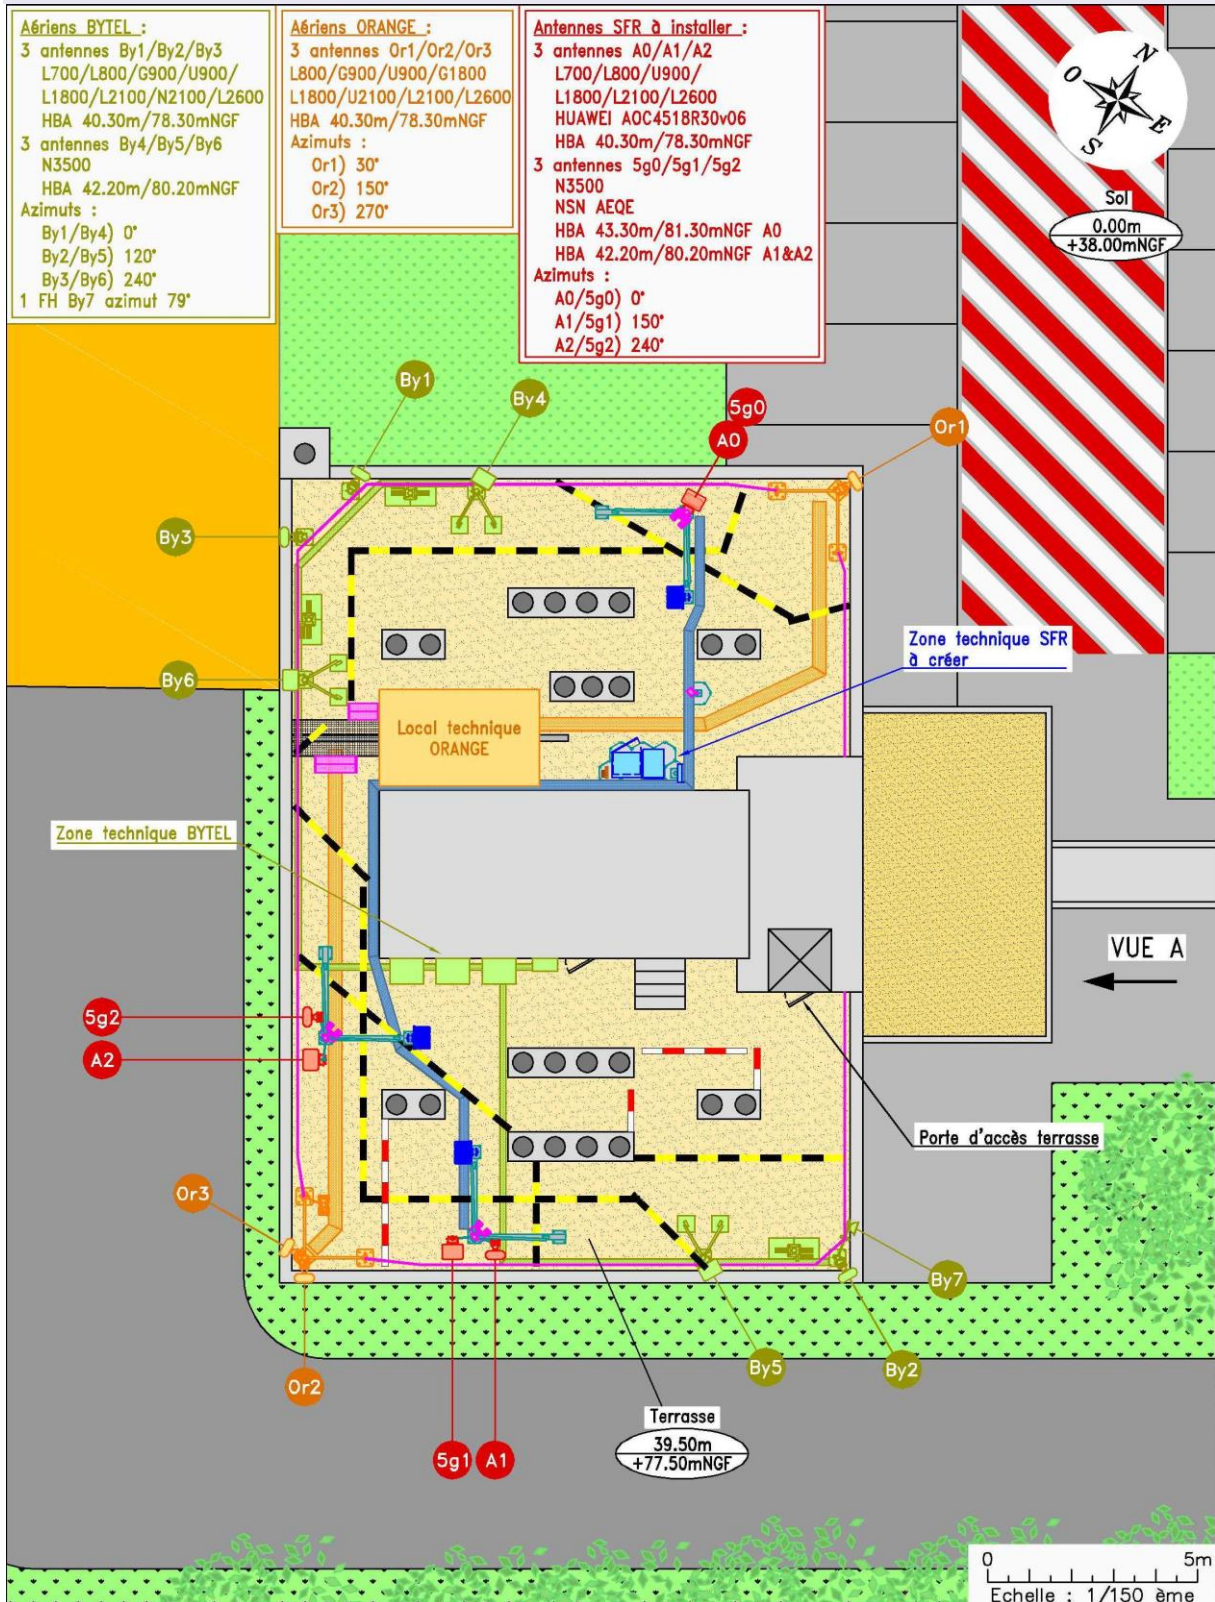 Aériens BYTEL :
3 antennes By1/By2/By3
L700/L800/G900/U900/
L1800/L2100/N2100/L2600
HBA 40.30m/78.30mNGF
3 antennes By4/By5/By6
N3500
HBA 42.20m/80.20mNGF
Azimuts :
By1/By4) 0°
By2/By5) 120°
By3/By6) 240°
1 FH By7 azimut 79°
Aériens ORANGE :
3 antennes Or1/Or2/Or3
L800/G900/U900/G1800
L1800/U2100/L2100/L2600
HBA 40.30m/78.30mNGF
Azimuts :
Or1) 30°
Or2) 150°
Or3) 270°
Antennes SFR à installer :
3 antennes A0/A1/A2
L700/L800/U900/
L1800/L2100/L2600
HUAWEI AOC4518R30v06
HBA 40.30m/78.30mNGF
3 antennes 5g0/5g1/5g2
N3500
NSN AEQE
HBA 43.30m/81.30mNGF A0
HBA 42.20m/80.20mNGF A1&A2
Azimuts :
A0/5g0) 0°
A1/5g1) 150°
A2/5g2) 240°
N
O
E
S
Sol
0.00m
+38.00mNGF
By1
By4
5g0
A0
Or1
By3
Zone technique SFR
à créer
By6
Local technique
ORANGE
Zone technique BYTEL
VUE A
5g2
A2
Porte d'accès terrasse
Or3
By7
Or2
By5
By2
Terrasse
39.50m
+77.50mNGF
5g1
A1
0
5m
Echelle : 1/150 ème